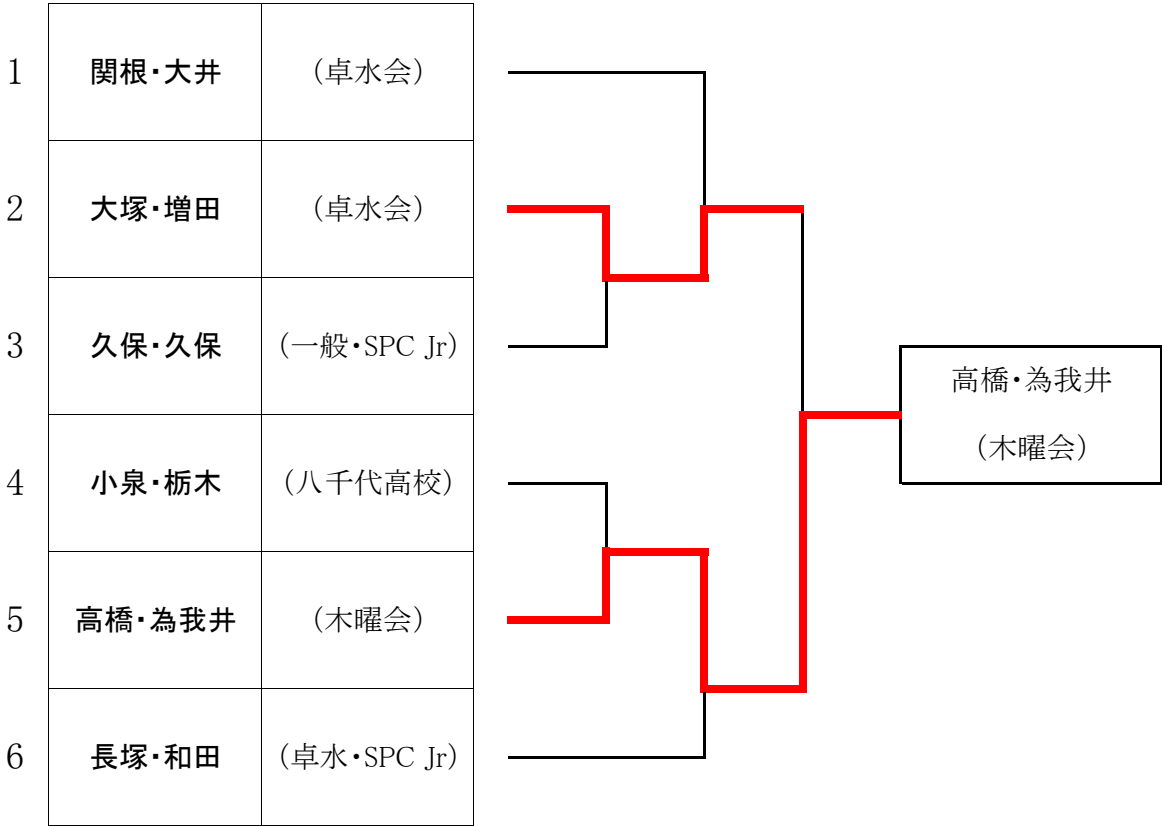 1 関根・大井 （卓水会）
2 大塚・増田 （卓水会）
3 久保・久保 （一般・SPC Jr）
4 小泉・栃木 （八千代高校）
5 高橋・為我井 （木曜会）
6 長塚・和田 （卓水・SPC Jr）
高橋・為我井
（木曜会）